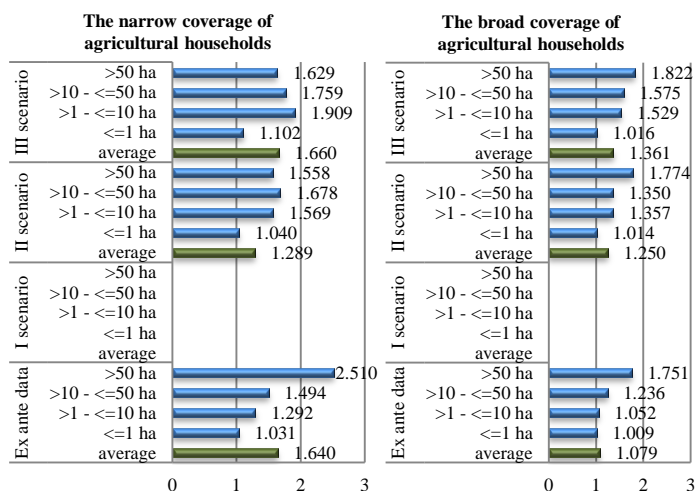 The narrow coverage of
agricultural households
III scenario
>50 ha 1.629
>10 - <=50 ha 1.759
>1 - <=10 ha 1.909
<=1 ha 1.102
average 1.660
II scenario
>50 ha 1.558
>10 - <=50 ha 1.678
>1 - <=10 ha 1.569
<=1 ha 1.040
average 1.289
I scenario
>50 ha
>10 - <=50 ha
>1 - <=10 ha
<=1 ha
average
Ex ante data
>50 ha 2.510
>10 - <=50 ha 1.494
>1 - <=10 ha 1.292
<=1 ha 1.031
average 1.640
0 1 2 3
The broad coverage of
agricultural households
III scenario
>50 ha 1.822
>10 - <=50 ha 1.575
>1 - <=10 ha 1.529
<=1 ha 1.016
average 1.361
II scenario
>50 ha 1.774
>10 - <=50 ha 1.350
>1 - <=10 ha 1.357
<=1 ha 1.014
average 1.250
I scenario
>50 ha
>10 - <=50 ha
>1 - <=10 ha
<=1 ha
average
Ex ante data
>50 ha 1.751
>10 - <=50 ha 1.236
>1 - <=10 ha 1.052
<=1 ha 1.009
average 1.079
0 1 2 3